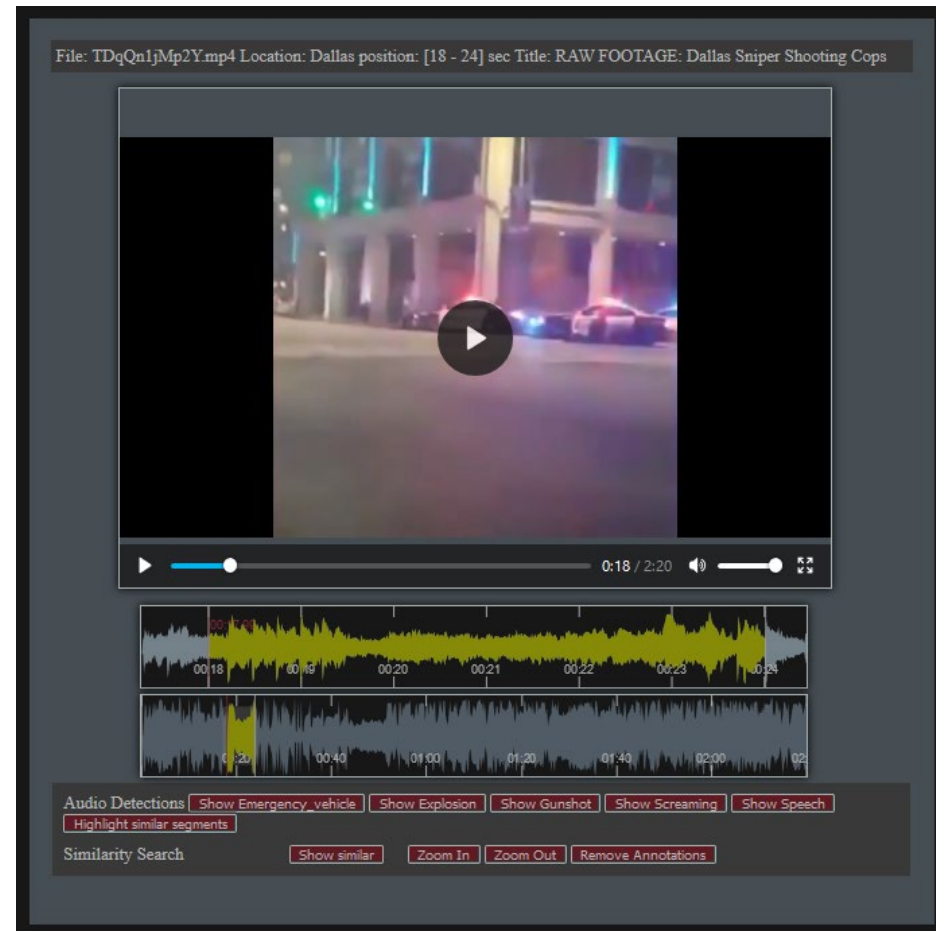 File: TDqQn1jMp2Y.mp4 Location: Dallas position: [18 - 24] sec Title: RAW FOOTAGE: Dallas Sniper Shooting Cops
0:18 / 2:20
00:18 00:19 00:20 00:21 00:22 00:23 00:24
00:40 01:00 01:20 01:40 02:00
Audio Detections Show Emergency_vehicle Show Explosion Show Gunshot Show Screaming Show Speech
Highlight similar segments
Similarity Search Show similar Zoom In Zoom Out Remove Annotations